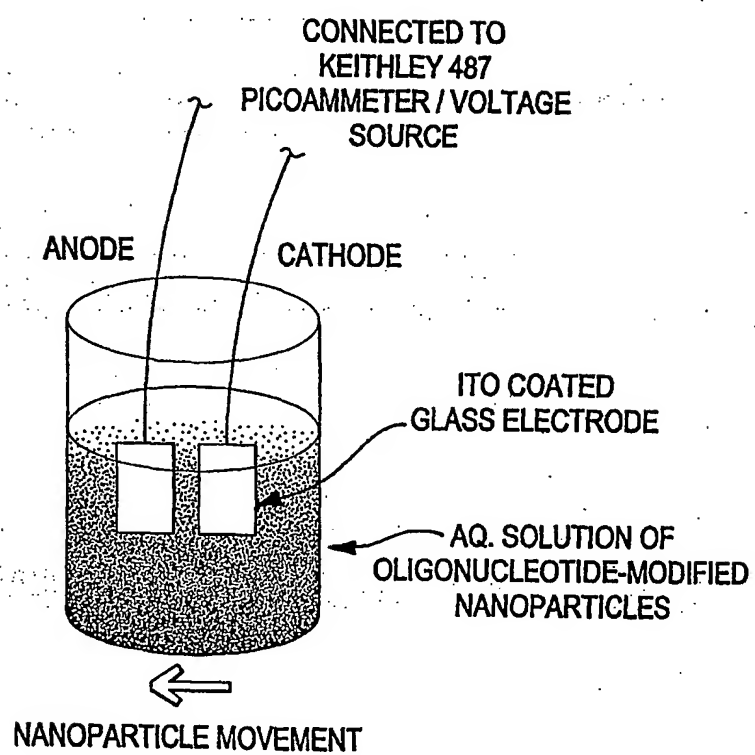 CONNECTED TO
KEITHLEY 487
PICOAMMETER / VOLTAGE
SOURCE
ANODE
CATHODE
ITO COATED
GLASS ELECTRODE
AQ. SOLUTION OF
OLIGONUCLEOTIDE-MODIFIED
NANOPARTICLES
NANOPARTICLE MOVEMENT